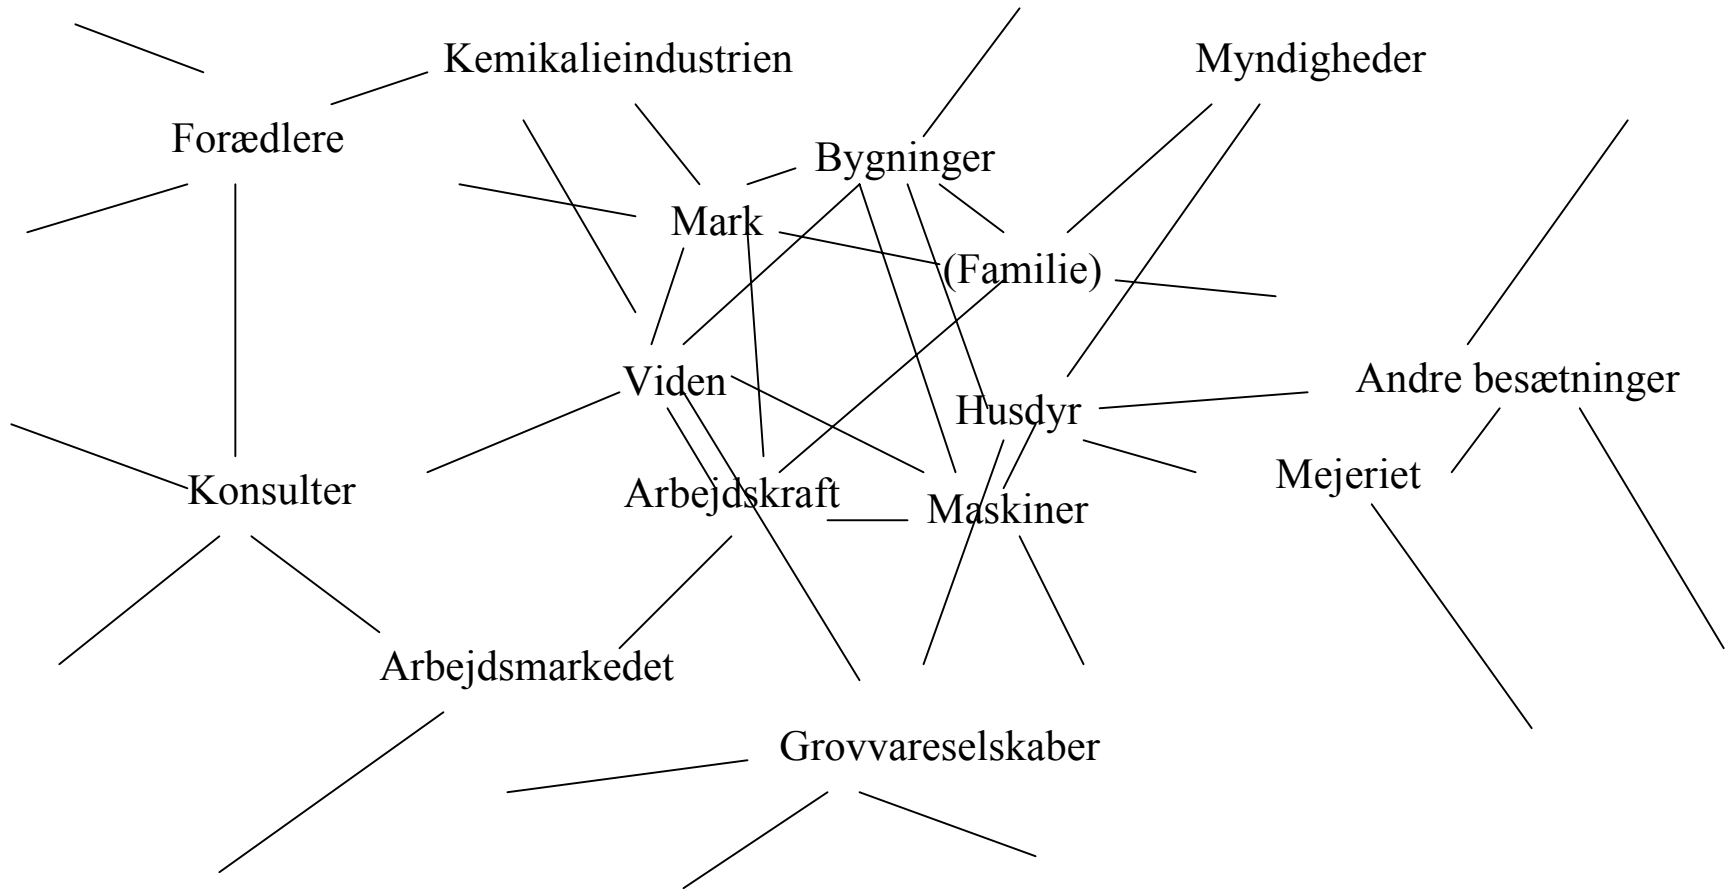 Kemikalieindustrien
Myndigheder
Forædlere
Bygninger
Mark
(Familie)
Viden
Andre besætninger
Husdyr
Mejeriet
Konsulter
Arbejdskraft
Maskiner
Arbejdsmarkedet
Grovvareselskaber